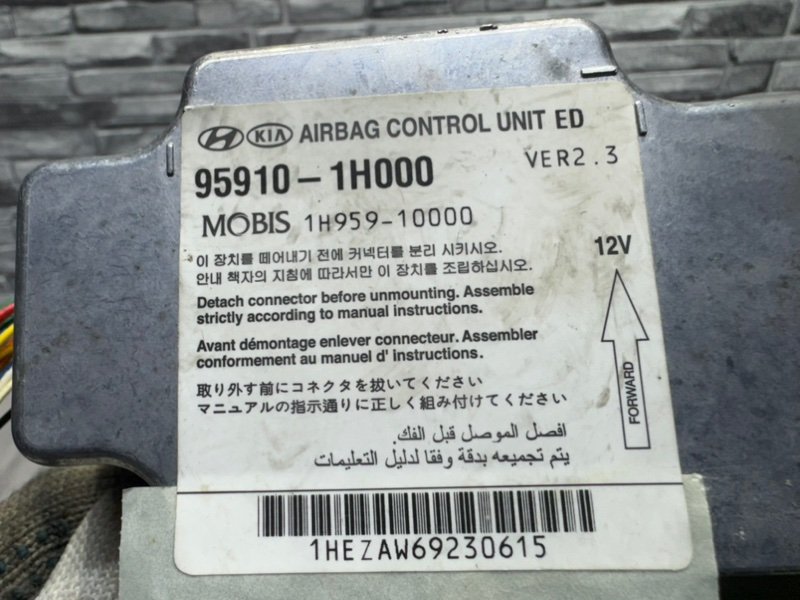 HYUNDAI KIA AIRBAG CONTROL UNIT ED
95910-1H000
VER2.3
MOBIS 1H959-10000
이 장치를 떼어내기 전에 커넥터를 분리 시키시오.
안내 책자의 지침에 따라서만 이 장치를 조립하십시오.
12V
Detach connector before unmounting. Assemble
strictly according to manual instructions.
Avant démontage enlever connecteur. Assembler
conformement au manuel d' instructions.
FORWARD
取り外す前にコネクタを抜いてください
マニュアルの指示通りに正しく組み付けてください
افصل الموصل قبل الفك.
يتم تجميعه بدقة وفقا لدليل التعليمات
1HEZAW69230615